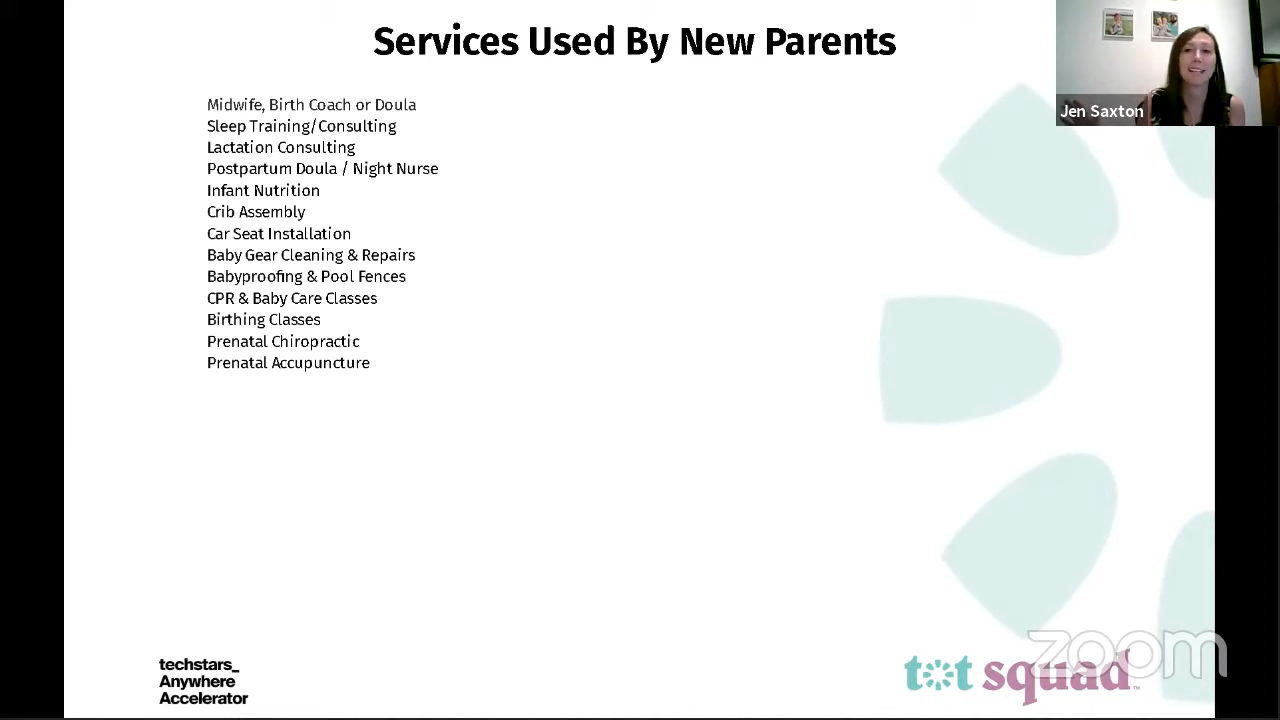 Services Used By New Parents
Jen Saxton
Midwife, Birth Coach or Doula
Sleep Training/Consulting
Lactation Consulting
Postpartum Doula / Night Nurse
Infant Nutrition
Crib Assembly
Car Seat Installation
Baby Gear Cleaning & Repairs
Babyproofing & Pool Fences
CPR & Baby Care Classes
Birthing Classes
Prenatal Chiropractic
Prenatal Accupuncture
techstars_
Anywhere
Accelerator
tot squad™
zoom